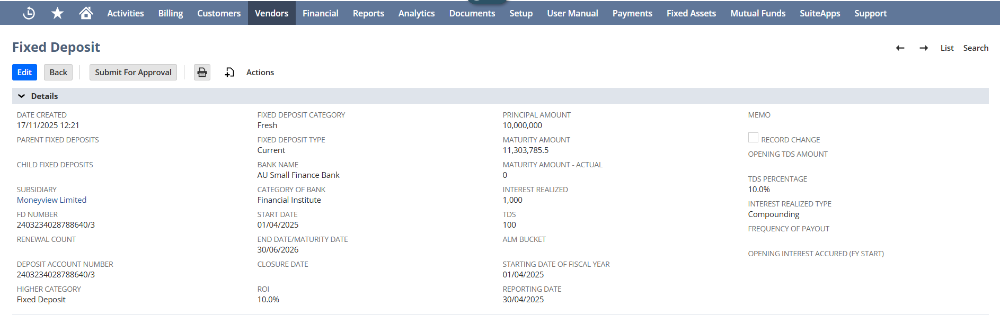 Activities Billing Customers Vendors Financial Reports Analytics Documents Setup User Manual Payments Fixed Assets Mutual Funds SuiteApps Support
Fixed Deposit
List Search
Edit Back Submit For Approval Actions
Details
DATE CREATED
17/11/2025 12:21
PARENT FIXED DEPOSITS
CHILD FIXED DEPOSITS
SUBSIDIARY
Moneyview Limited
FD NUMBER
2403234028788640/3
RENEWAL COUNT
DEPOSIT ACCOUNT NUMBER
2403234028788640/3
HIGHER CATEGORY
Fixed Deposit
FIXED DEPOSIT CATEGORY
Fresh
FIXED DEPOSIT TYPE
Current
BANK NAME
AU Small Finance Bank
CATEGORY OF BANK
Financial Institute
START DATE
01/04/2025
END DATE/MATURITY DATE
30/06/2026
CLOSURE DATE
ROI
10.0%
PRINCIPAL AMOUNT
10,000,000
MATURITY AMOUNT
11,303,785.5
MATURITY AMOUNT - ACTUAL
0
INTEREST REALIZED
1,000
TDS
100
ALM BUCKET
STARTING DATE OF FISCAL YEAR
01/04/2025
REPORTING DATE
30/04/2025
MEMO
RECORD CHANGE
OPENING TDS AMOUNT
TDS PERCENTAGE
10.0%
INTEREST REALIZED TYPE
Compounding
FREQUENCY OF PAYOUT
OPENING INTEREST ACCURED (FY START)